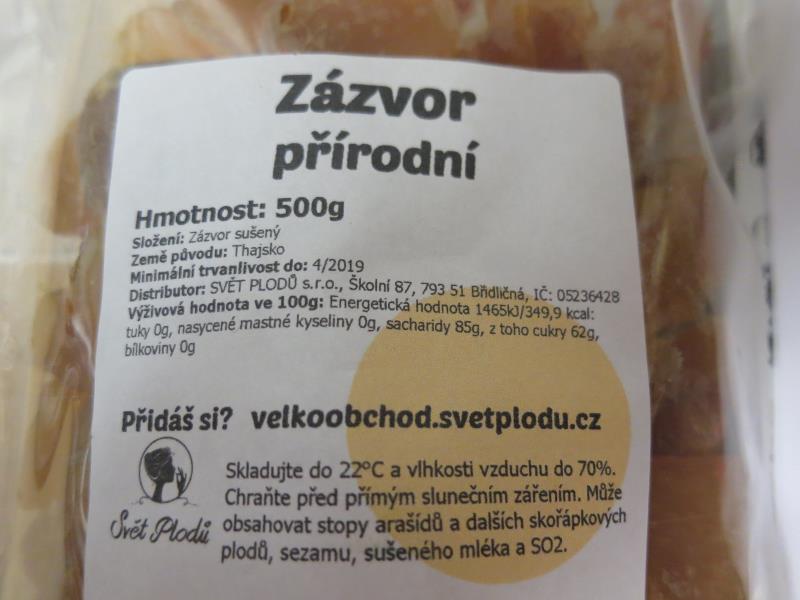 Zázvor
přírodní
Hmotnost: 500g
Složení: Zázvor sušený
Země původu: Thajsko
Minimální trvanlivost do: 4/2019
Distributor: SVĚT PLODŮ s.r.o., Školní 87, 793 51 Břidličná, IČ: 05236428
Výživová hodnota ve 100g: Energetická hodnota 1465kJ/349,9 kcal:
tuky 0g, nasycené mastné kyseliny 0g, sacharidy 85g, z toho cukry 62g,
bílkoviny 0g
Přidáš si? velkoobchod.svetplodu.cz
Skladujte do 22°C a vlhkosti vzduchu do 70%.
Chraňte před přímým slunečním zářením. Může
obsahovat stopy arašídů a dalších skořápkových
plodů, sezamu, sušeného mléka a SO2.
Svět Plodů